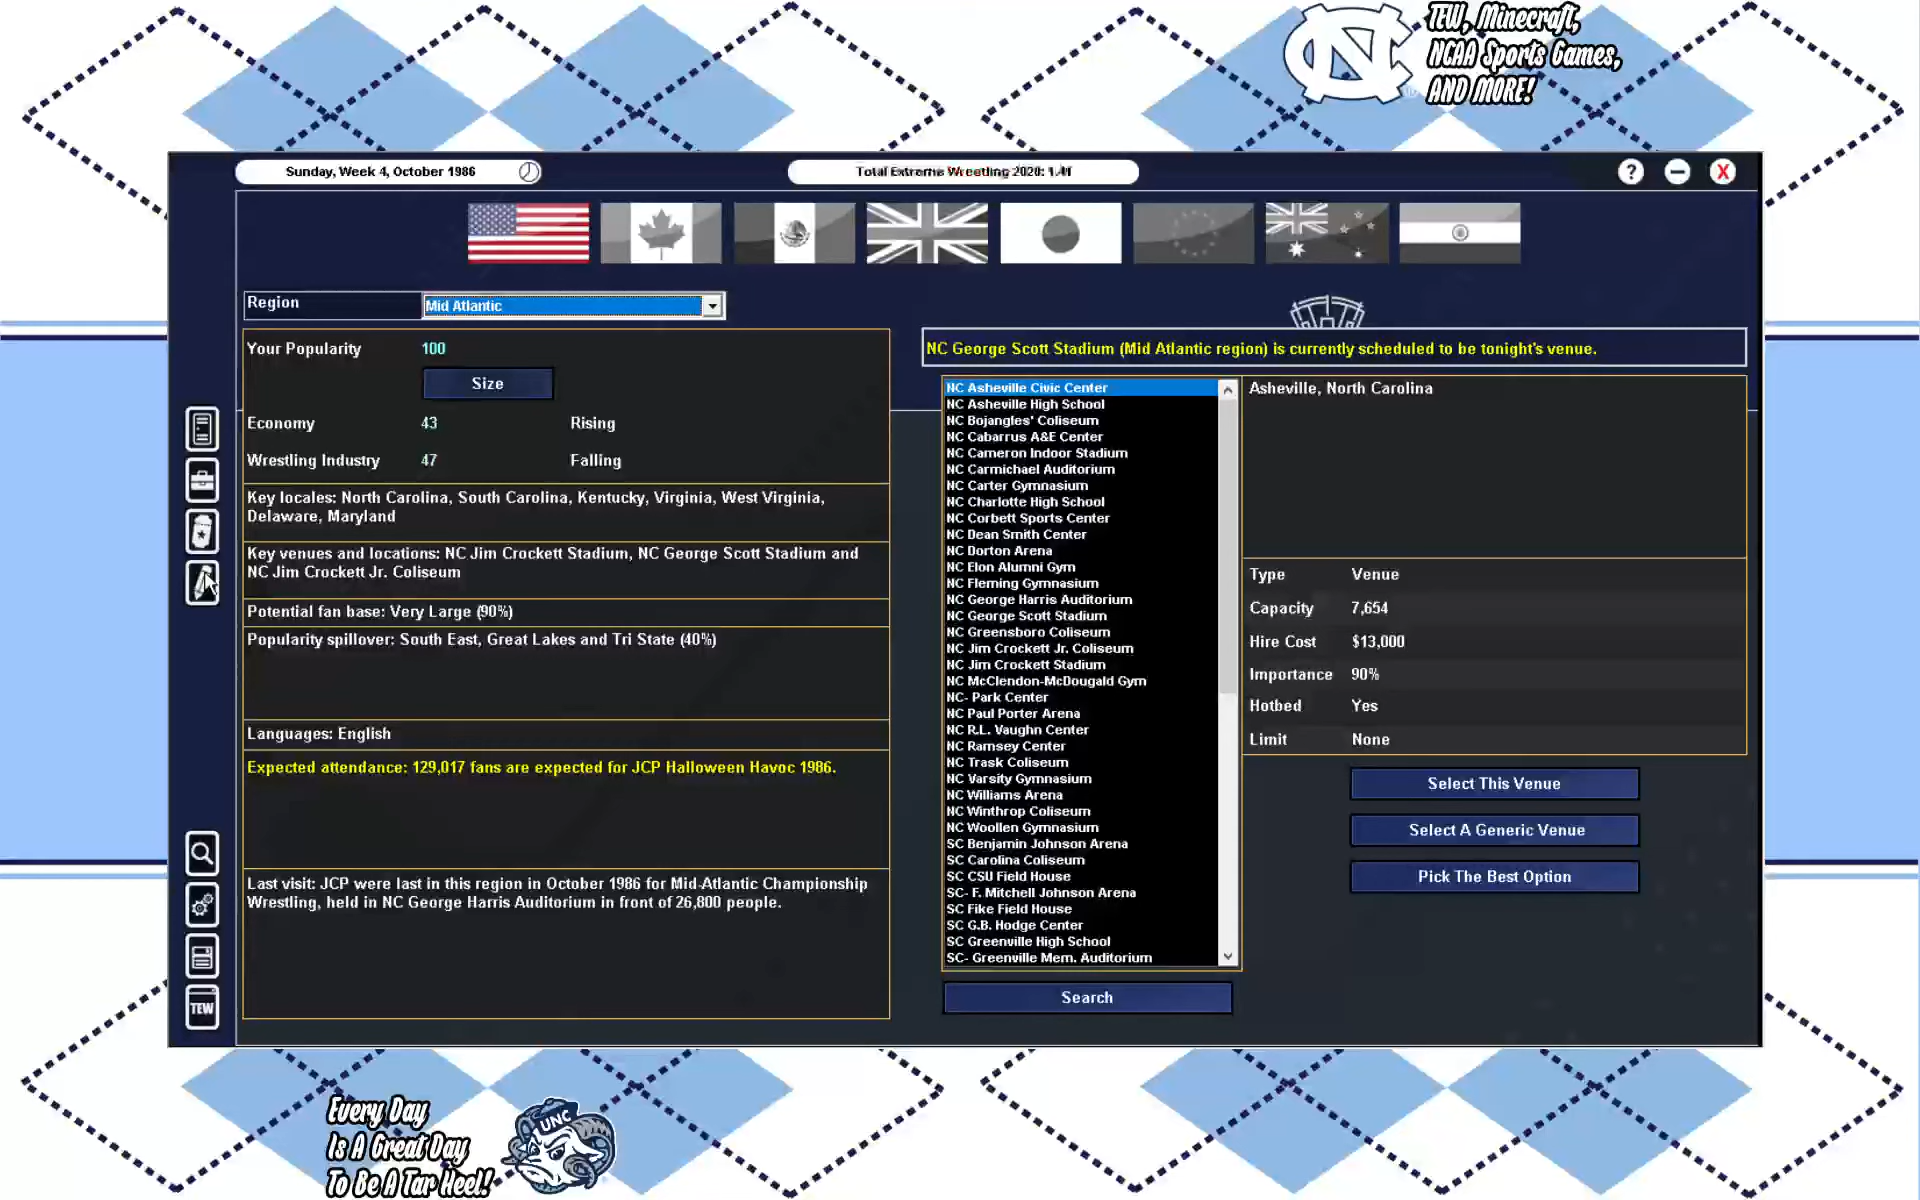 TEW, Minecraft,
NCAA Sports Games,
AND MORE!
Sunday, Week 4, October 1986
Total Extreme Wrestling 2020: 1.41
?
X
Region
Mid Atlantic
Your Popularity 100
Size
Economy 43 Rising
Wrestling Industry 47 Falling
Key locales: North Carolina, South Carolina, Kentucky, Virginia, West Virginia,
Delaware, Maryland
Key venues and locations: NC Jim Crockett Stadium, NC George Scott Stadium and
NC Jim Crockett Jr. Coliseum
Potential fan base: Very Large (90%)
Popularity spillover: South East, Great Lakes and Tri State (40%)
Languages: English
Expected attendance: 129,017 fans are expected for JCP Halloween Havoc 1986.
Last visit: JCP were last in this region in October 1986 for Mid-Atlantic Championship
Wrestling, held in NC George Harris Auditorium in front of 26,800 people.
NC George Scott Stadium (Mid Atlantic region) is currently scheduled to be tonight's venue.
NC Asheville Civic Center
NC Asheville High School
NC Bojangles' Coliseum
NC Cabarrus A&E Center
NC Cameron Indoor Stadium
NC Carmichael Auditorium
NC Carter Gymnasium
NC Charlotte High School
NC Corbett Sports Center
NC Dean Smith Center
NC Dorton Arena
NC Elon Alumni Gym
NC Fleming Gymnasium
NC George Harris Auditorium
NC George Scott Stadium
NC Greensboro Coliseum
NC Jim Crockett Jr. Coliseum
NC Jim Crockett Stadium
NC McClendon-McDougald Gym
NC- Park Center
NC Paul Porter Arena
NC R.L. Vaughn Center
NC Ramsey Center
NC Trask Coliseum
NC Varsity Gymnasium
NC Williams Arena
NC Winthrop Coliseum
NC Woollen Gymnasium
SC Benjamin Johnson Arena
SC Carolina Coliseum
SC CSU Field House
SC- F. Mitchell Johnson Arena
SC Fike Field House
SC G.B. Hodge Center
SC Greenville High School
SC- Greenville Mem. Auditorium
Search
Asheville, North Carolina
Type Venue
Capacity 7,654
Hire Cost $13,000
Importance 90%
Hotbed Yes
Limit None
Select This Venue
Select A Generic Venue
Pick The Best Option
TEW
Every Day
Is A Great Day
To Be A Tar Heel!
UNC
NC